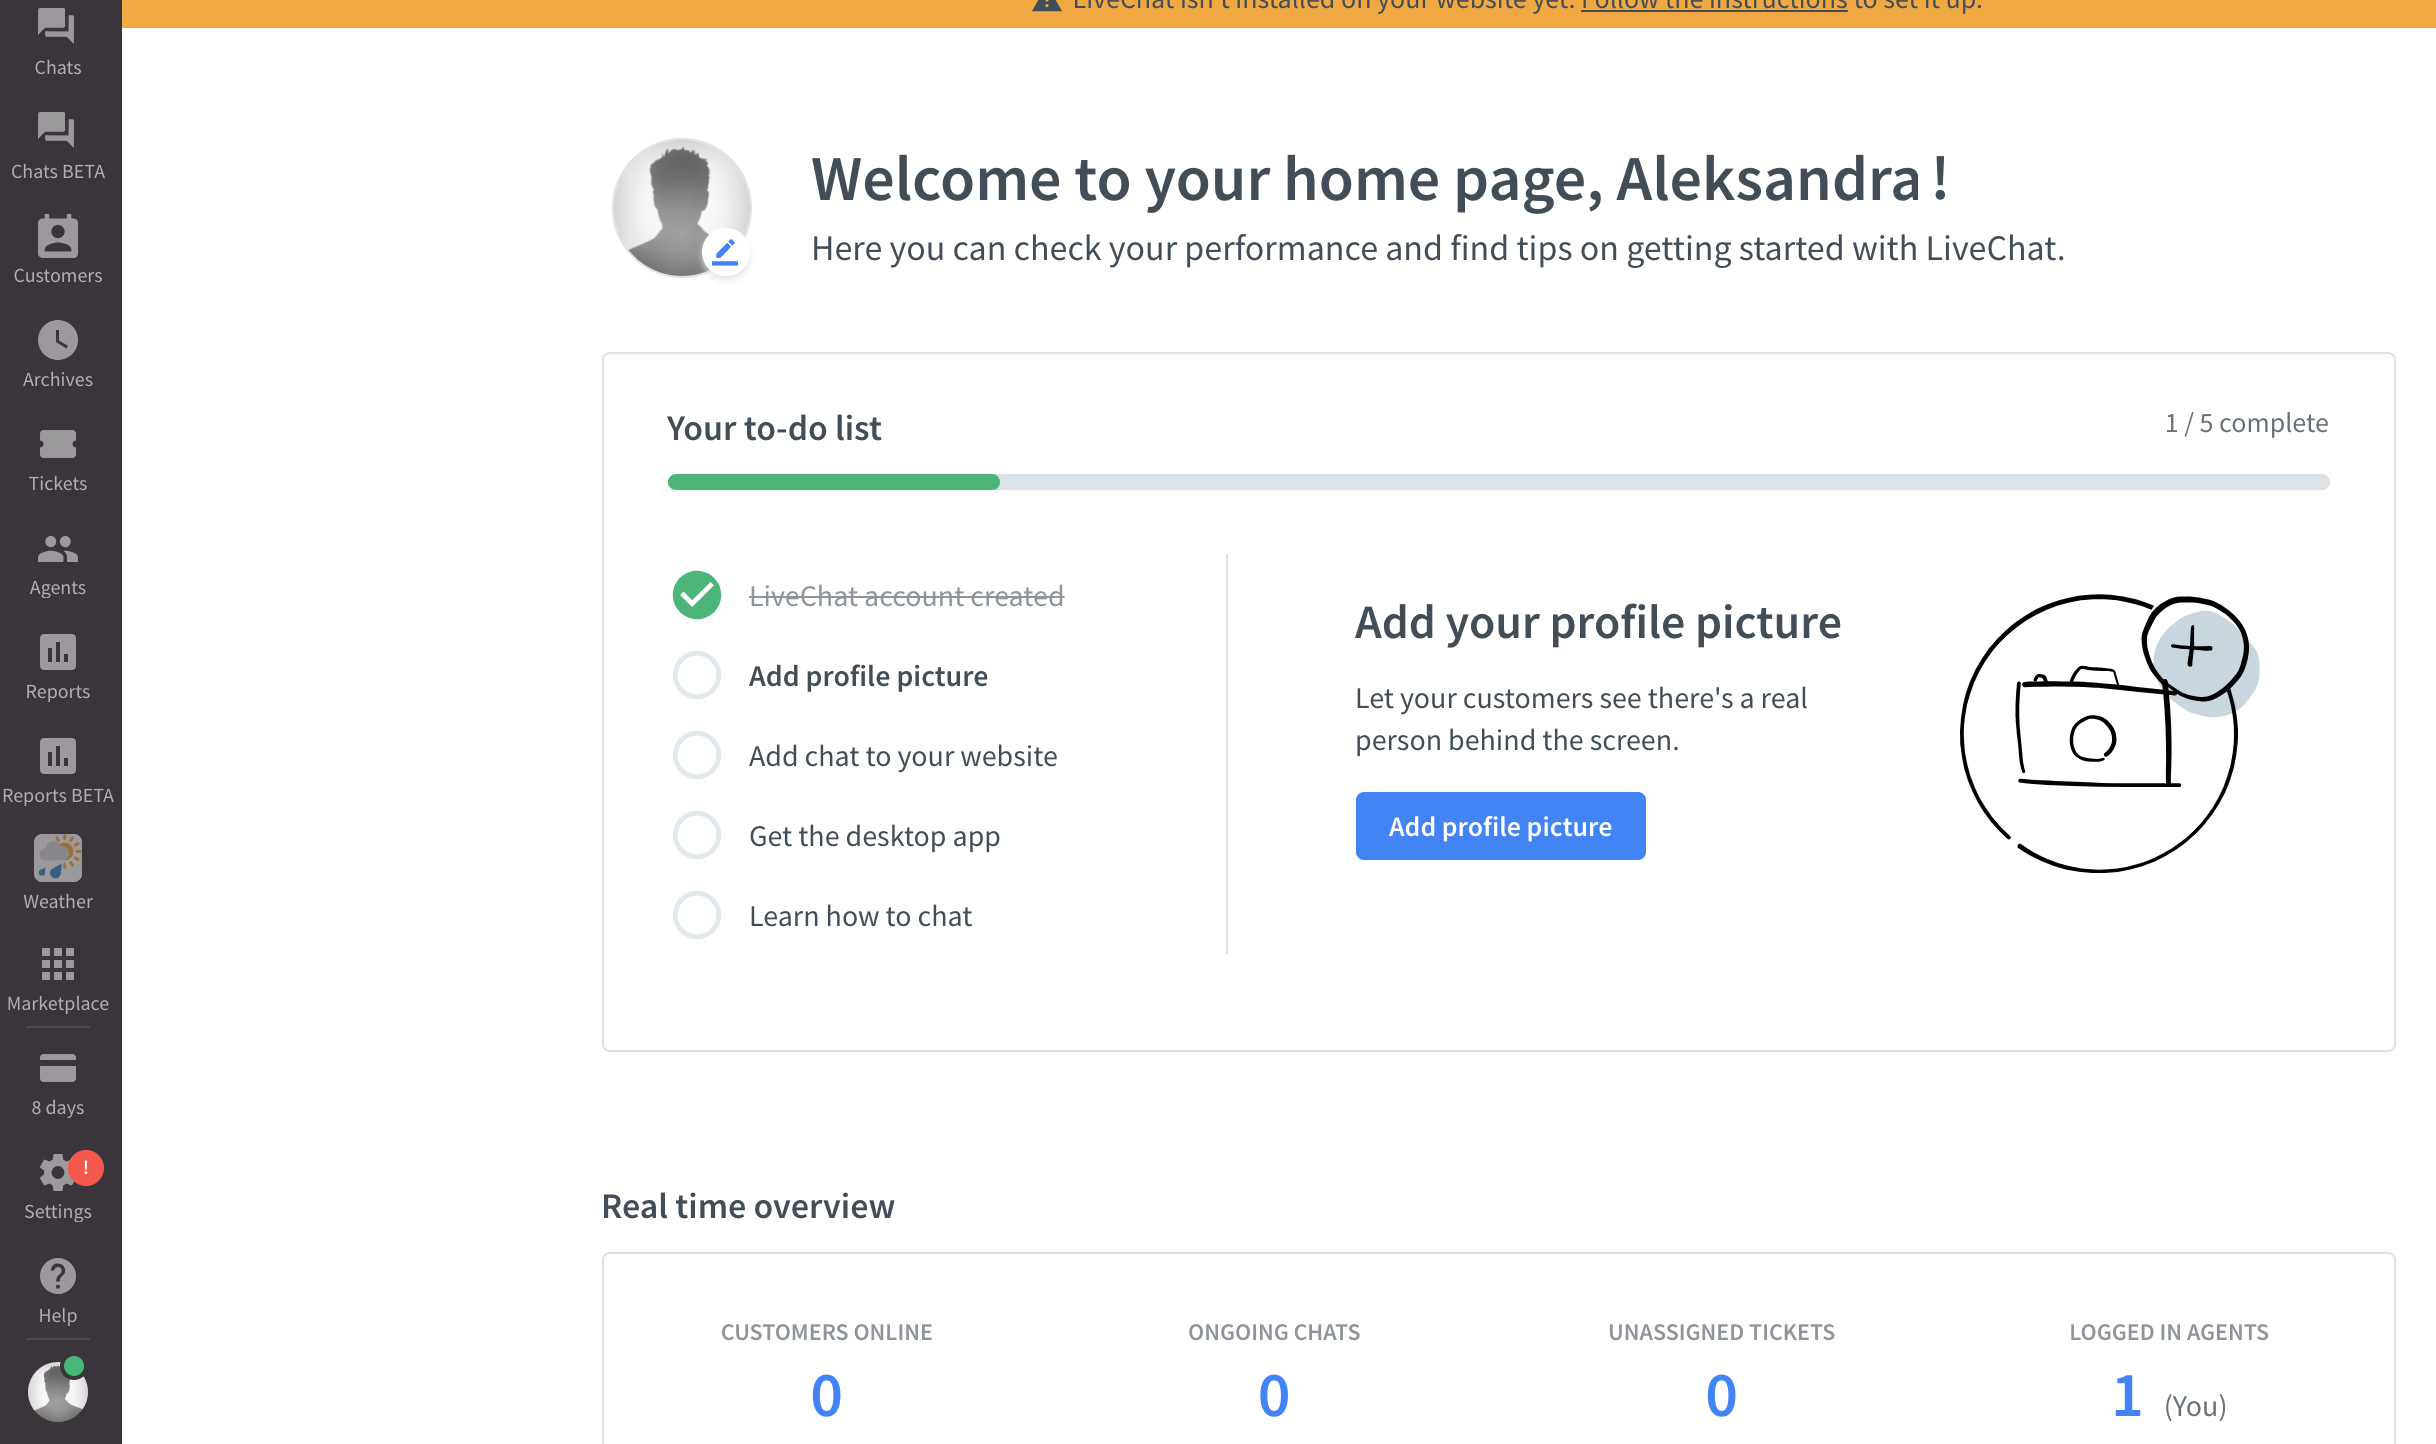 LiveChat isn't installed on your website yet. Follow the instructions to set it up.
Chats
Chats BETA
Customers
Archives
Tickets
Agents
Reports
Reports BETA
Weather
Marketplace
8 days
!
Settings
Help
Welcome to your home page, Aleksandra!
Here you can check your performance and find tips on getting started with LiveChat.
Your to-do list
1 / 5 complete
LiveChat account created
Add profile picture
Add chat to your website
Get the desktop app
Learn how to chat
Add your profile picture
Let your customers see there's a real
person behind the screen.
Add profile picture
Real time overview
CUSTOMERS ONLINE
0
ONGOING CHATS
0
UNASSIGNED TICKETS
0
LOGGED IN AGENTS
1 (You)